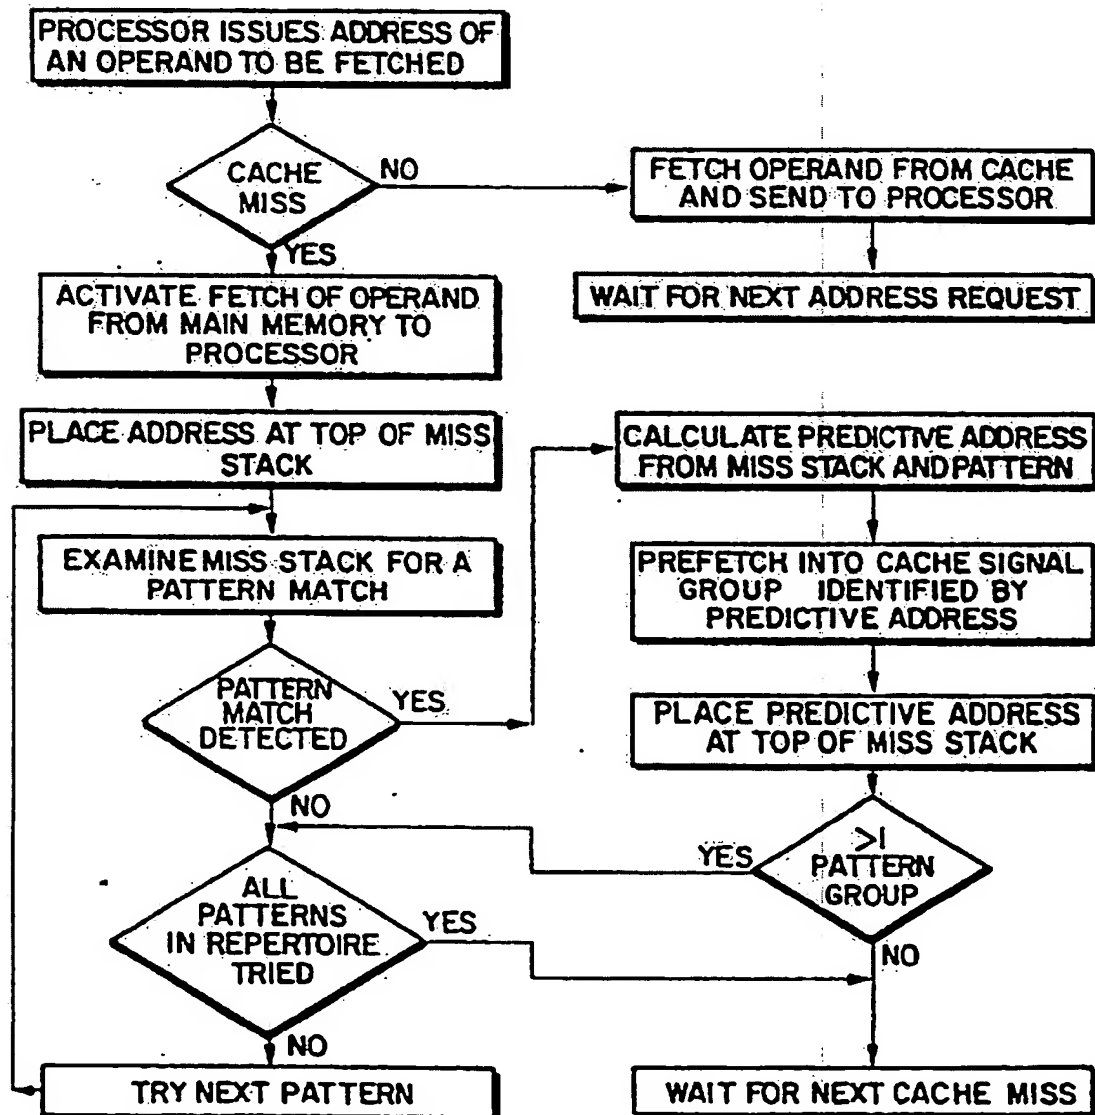 PROCESSOR ISSUES ADDRESS OF
AN OPERAND TO BE FETCHED
CACHE
MISS
NO
FETCH OPERAND FROM CACHE
AND SEND TO PROCESSOR
WAIT FOR NEXT ADDRESS REQUEST
YES
ACTIVATE FETCH OF OPERAND
FROM MAIN MEMORY TO
PROCESSOR
PLACE ADDRESS AT TOP OF MISS
STACK
EXAMINE MISS STACK FOR A
PATTERN MATCH
PATTERN
MATCH
DETECTED
YES
CALCULATE PREDICTIVE ADDRESS
FROM MISS STACK AND PATTERN
PREFETCH INTO CACHE SIGNAL
GROUP IDENTIFIED BY
PREDICTIVE ADDRESS
PLACE PREDICTIVE ADDRESS
AT TOP OF MISS STACK
>1
PATTERN
GROUP
YES
NO
NO
ALL
PATTERNS
IN REPERTOIRE
TRIED
YES
NO
TRY NEXT PATTERN
WAIT FOR NEXT CACHE MISS